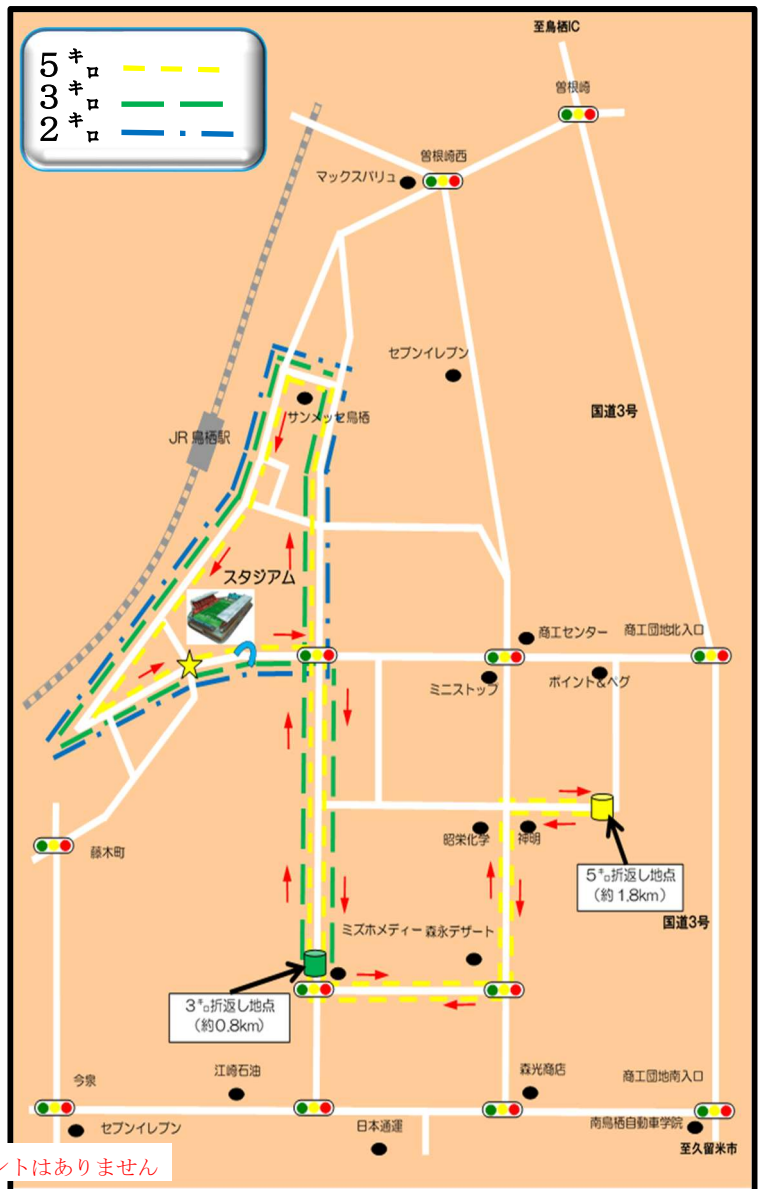 至鳥栖IC
5キロ
3キロ
2キロ
曽根崎
曽根崎西
マックスバリュ
セブンイレブン
国道3号
サンメッセ鳥栖
JR鳥栖駅
スタジアム
商工センター
商工団地北入口
ミニストップ
ポイント&ペグ
昭栄化学
神明
藤木町
5㌔折返し地点
(約1.8km)
国道3号
ミズホメディー
森永デザート
3㌔折返し地点
(約0.8km)
今泉
江崎石油
森光商店
商工団地南入口
セブンイレブン
日本通運
南鳥栖自動車学院
至久留米市
ントはありません